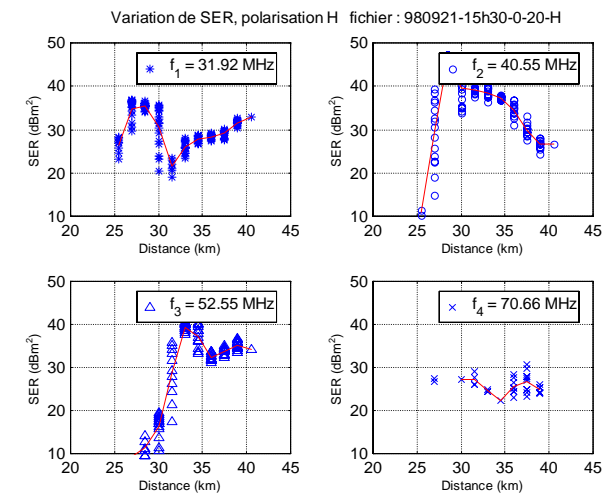 Variation de SER, polarisation H fichier : 980921-15h30-0-20-H
f1 = 31.92 MHz
SER (dBm²)
50
40
30
20
10
20 25 30 35 40 45
Distance (km)
f2 = 40.55 MHz
SER (dBm²)
50
40
30
20
10
20 25 30 35 40 45
Distance (km)
f3 = 52.55 MHz
SER (dBm²)
50
40
30
20
10
20 25 30 35 40 45
Distance (km)
f4 = 70.66 MHz
SER (dBm²)
50
40
30
20
10
20 25 30 35 40 45
Distance (km)